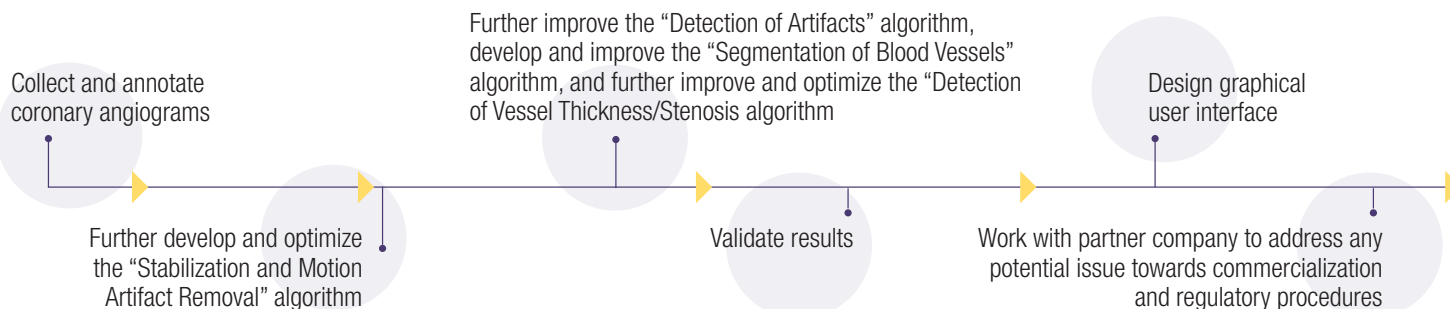 Collect and annotate
coronary angiograms
Further develop and optimize
the “Stabilization and Motion
Artifact Removal” algorithm
Further improve the “Detection of Artifacts” algorithm,
develop and improve the “Segmentation of Blood Vessels”
algorithm, and further improve and optimize the “Detection
of Vessel Thickness/Stenosis algorithm
Validate results
Design graphical
user interface
Work with partner company to address any
potential issue towards commercialization
and regulatory procedures